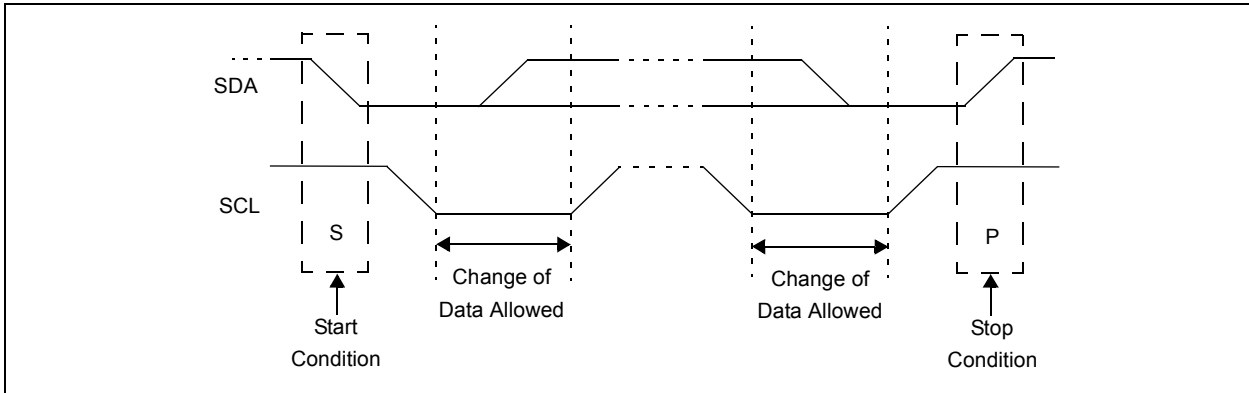 SDA
SCL
S
P
Change of
Data Allowed
Change of
Data Allowed
Start
Condition
Stop
Condition